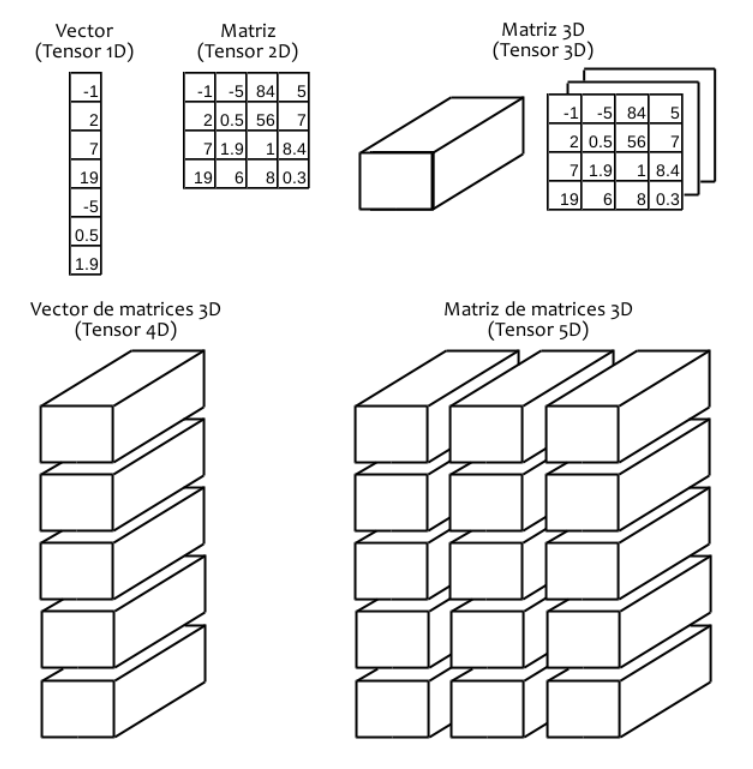 Vector
(Tensor 1D)
-1
2
7
19
-5
0.5
1.9
Matriz
(Tensor 2D)
-1 -5 84 5
2 0.5 56 7
7 1.9 1 8.4
19 6 8 0.3
Matriz 3D
(Tensor 3D)
-1 -5 84 5
2 0.5 56 7
7 1.9 1 8.4
19 6 8 0.3
Vector de matrices 3D
(Tensor 4D)
Matriz de matrices 3D
(Tensor 5D)